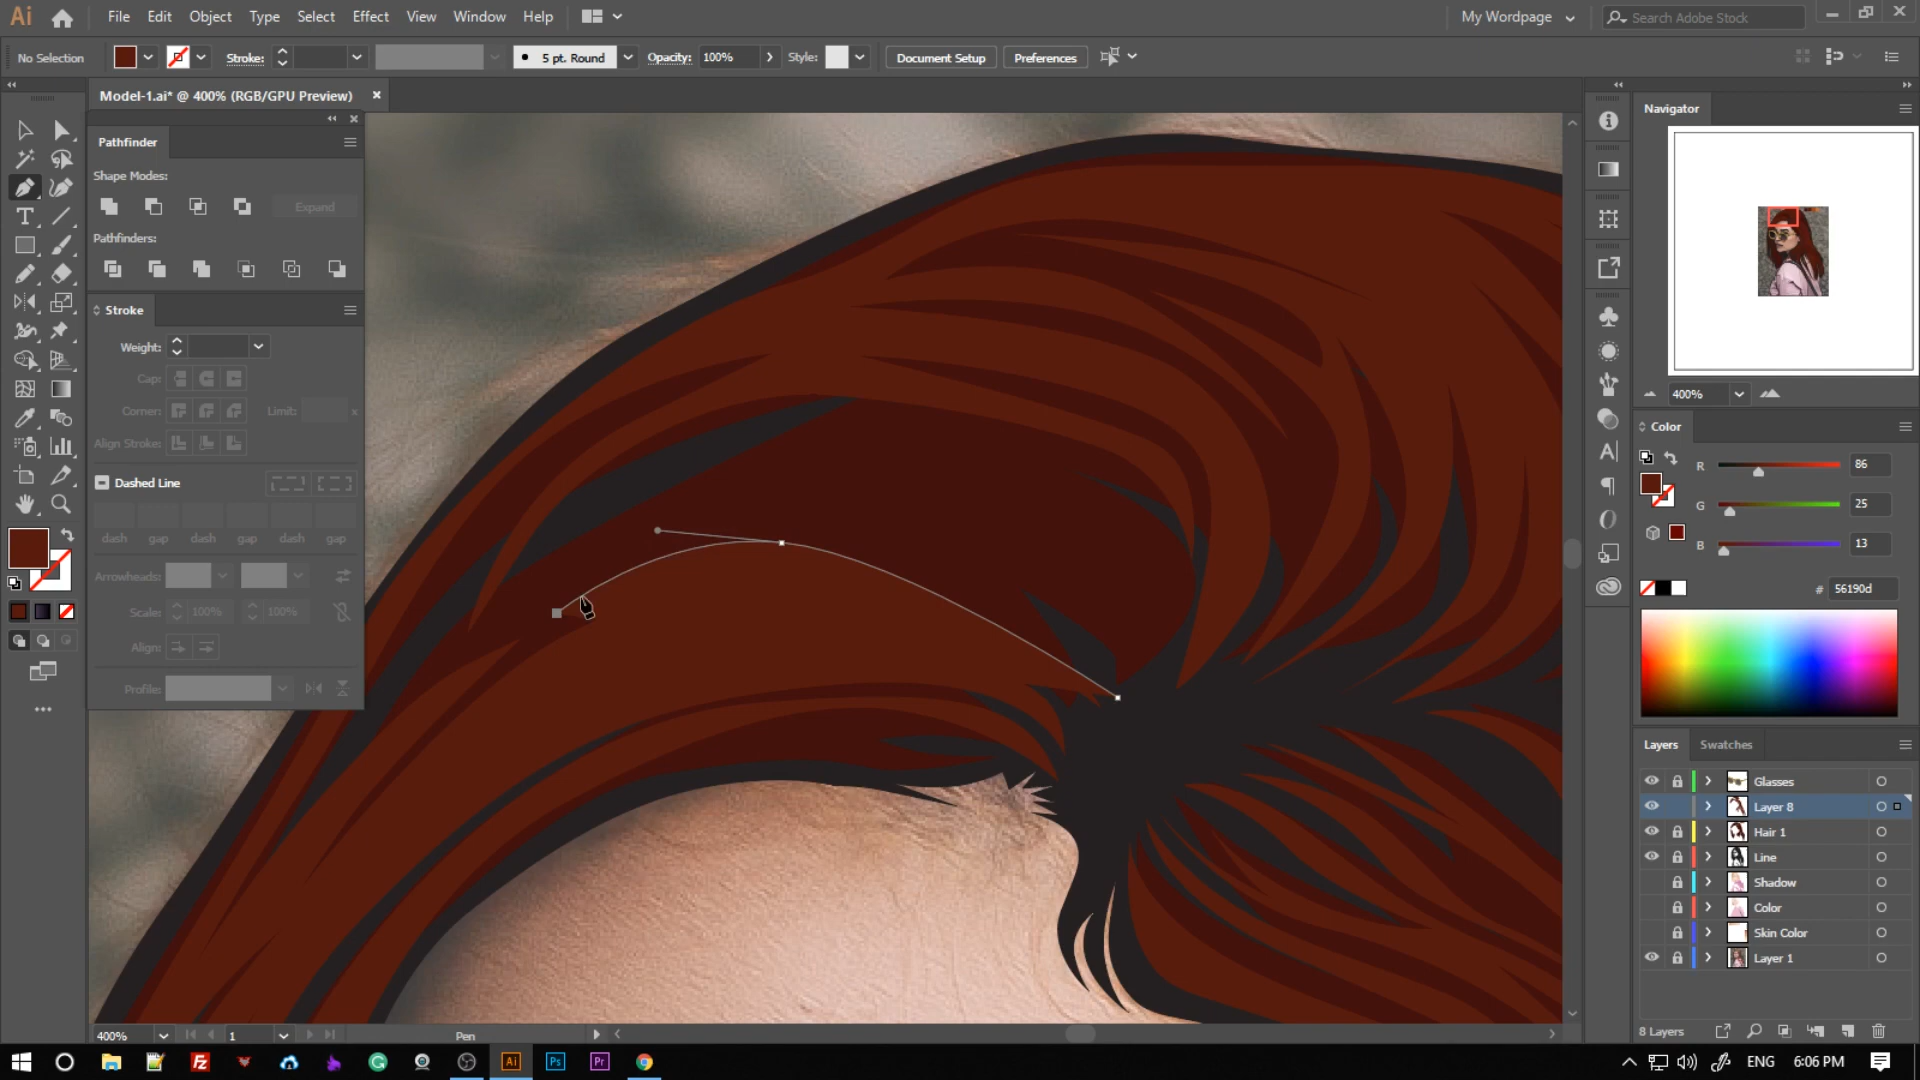 Ai File Edit Object Type Select Effect View Window Help My Wordpage Search Adobe Stock
No Selection Stroke: 5 pt. Round Opacity: 100% Style: Document Setup Preferences
Model-1.ai* @ 400% (RGB/GPU Preview)
Pathfinder
Shape Modes:
Expand
Pathfinders:
Stroke
Weight:
Cap:
Corner: Limit: x
Align Stroke:
Dashed Line
dash gap dash gap dash gap
Arrowheads:
Scale: 100% 100%
Align:
Profile:
Navigator
400%
Color
R 86
G 25
B 13
# 56190d
Layers Swatches
Glasses
Layer 8
Hair 1
Line
Shadow
Color
Skin Color
Layer 1
8 Layers
400% 1 Pen
Fz G Ai Ps Pr ENG 6:06 PM